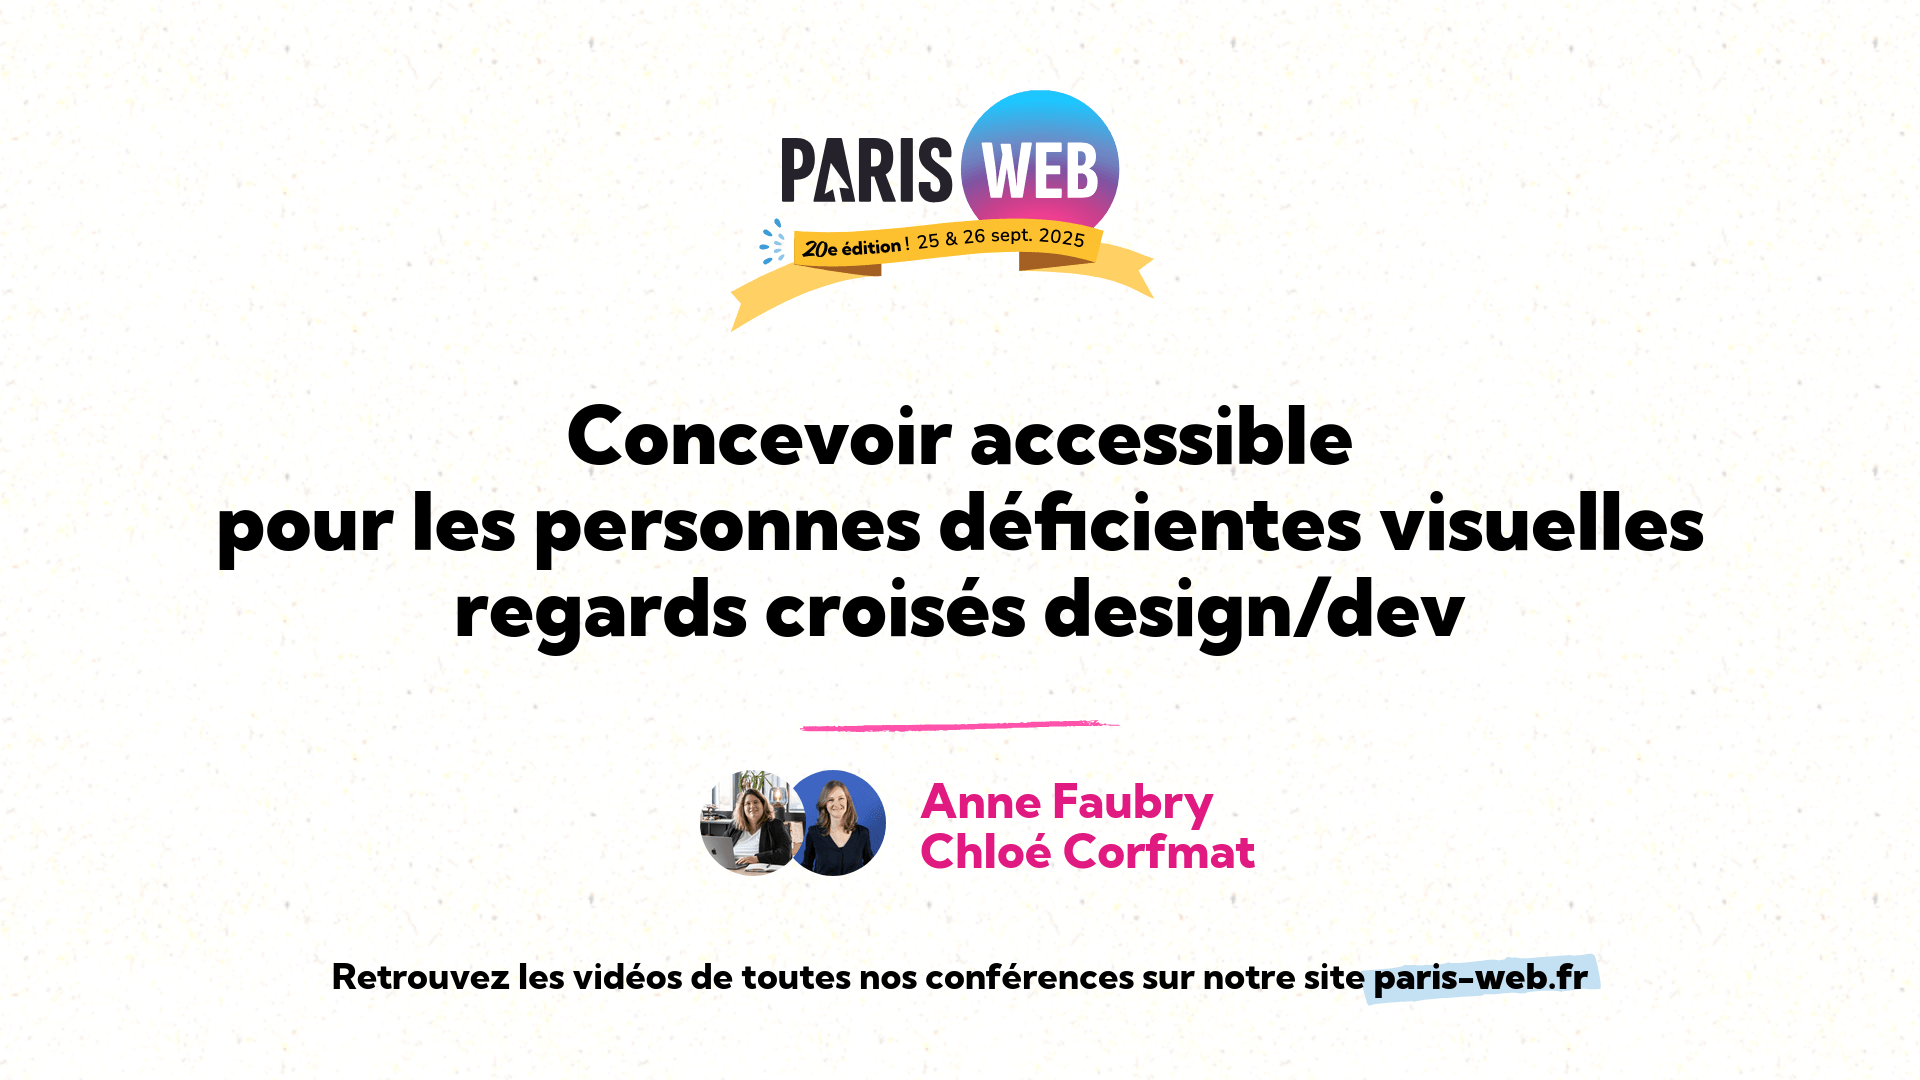 PARIS WEB
20e édition ! 25 & 26 sept. 2025
Concevoir accessible
pour les personnes déficientes visuelles
regards croisés design/dev
Anne Faubry
Chloé Corfmat
Retrouvez les vidéos de toutes nos conférences sur notre site paris-web.fr